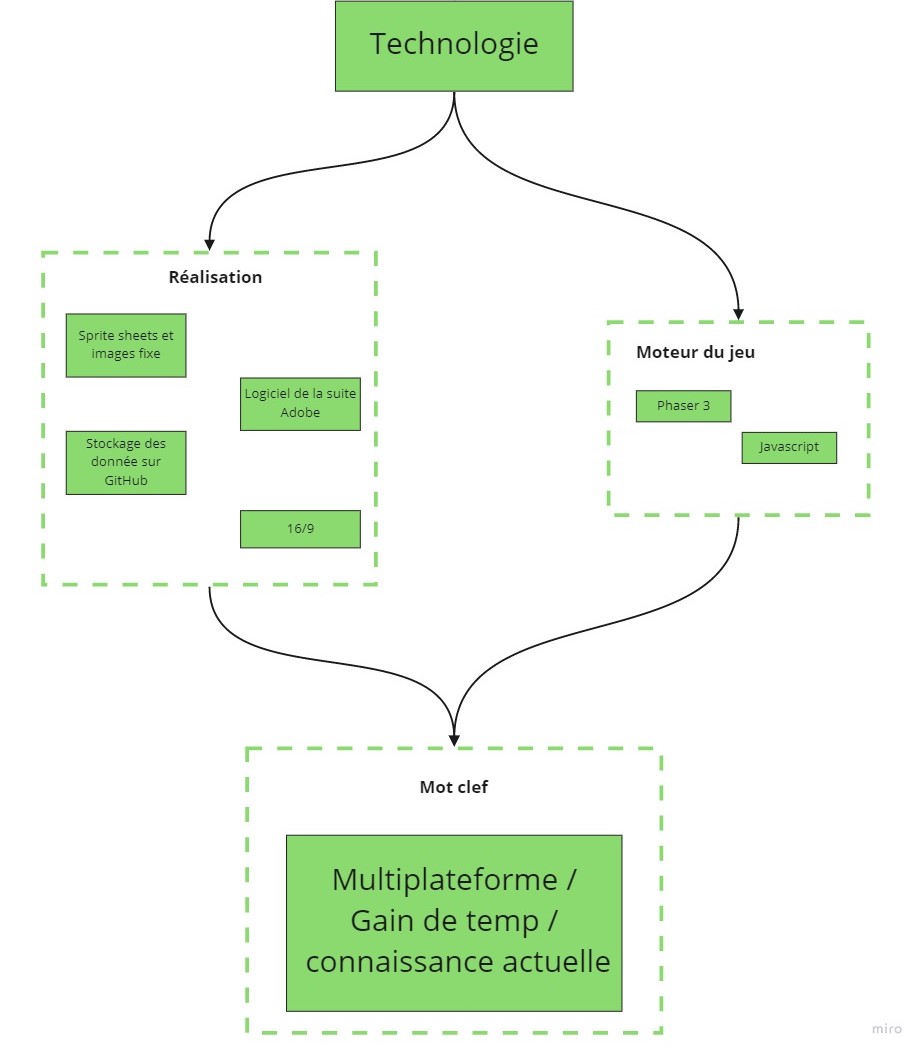 Technologie
Réalisation
Sprite sheets et
images fixe
Logiciel de la suite
Adobe
Stockage des
donnée sur
GitHub
16/9
Moteur du jeu
Phaser 3
Javascript
Mot clef
Multiplateforme /
Gain de temp /
connaissance actuelle
miro